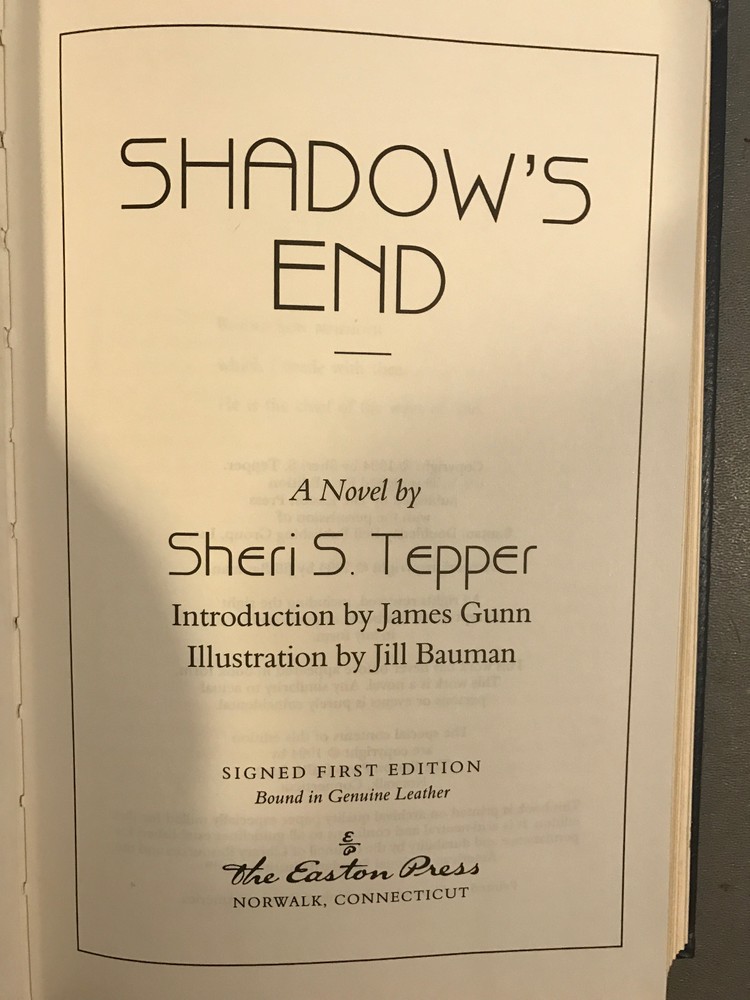 SHADOW'S
END
A Novel by
Sheri S. Tepper
Introduction by James Gunn
Illustration by Jill Bauman
SIGNED FIRST EDITION
Bound in Genuine Leather
E
P
The Easton Press
NORWALK, CONNECTICUT